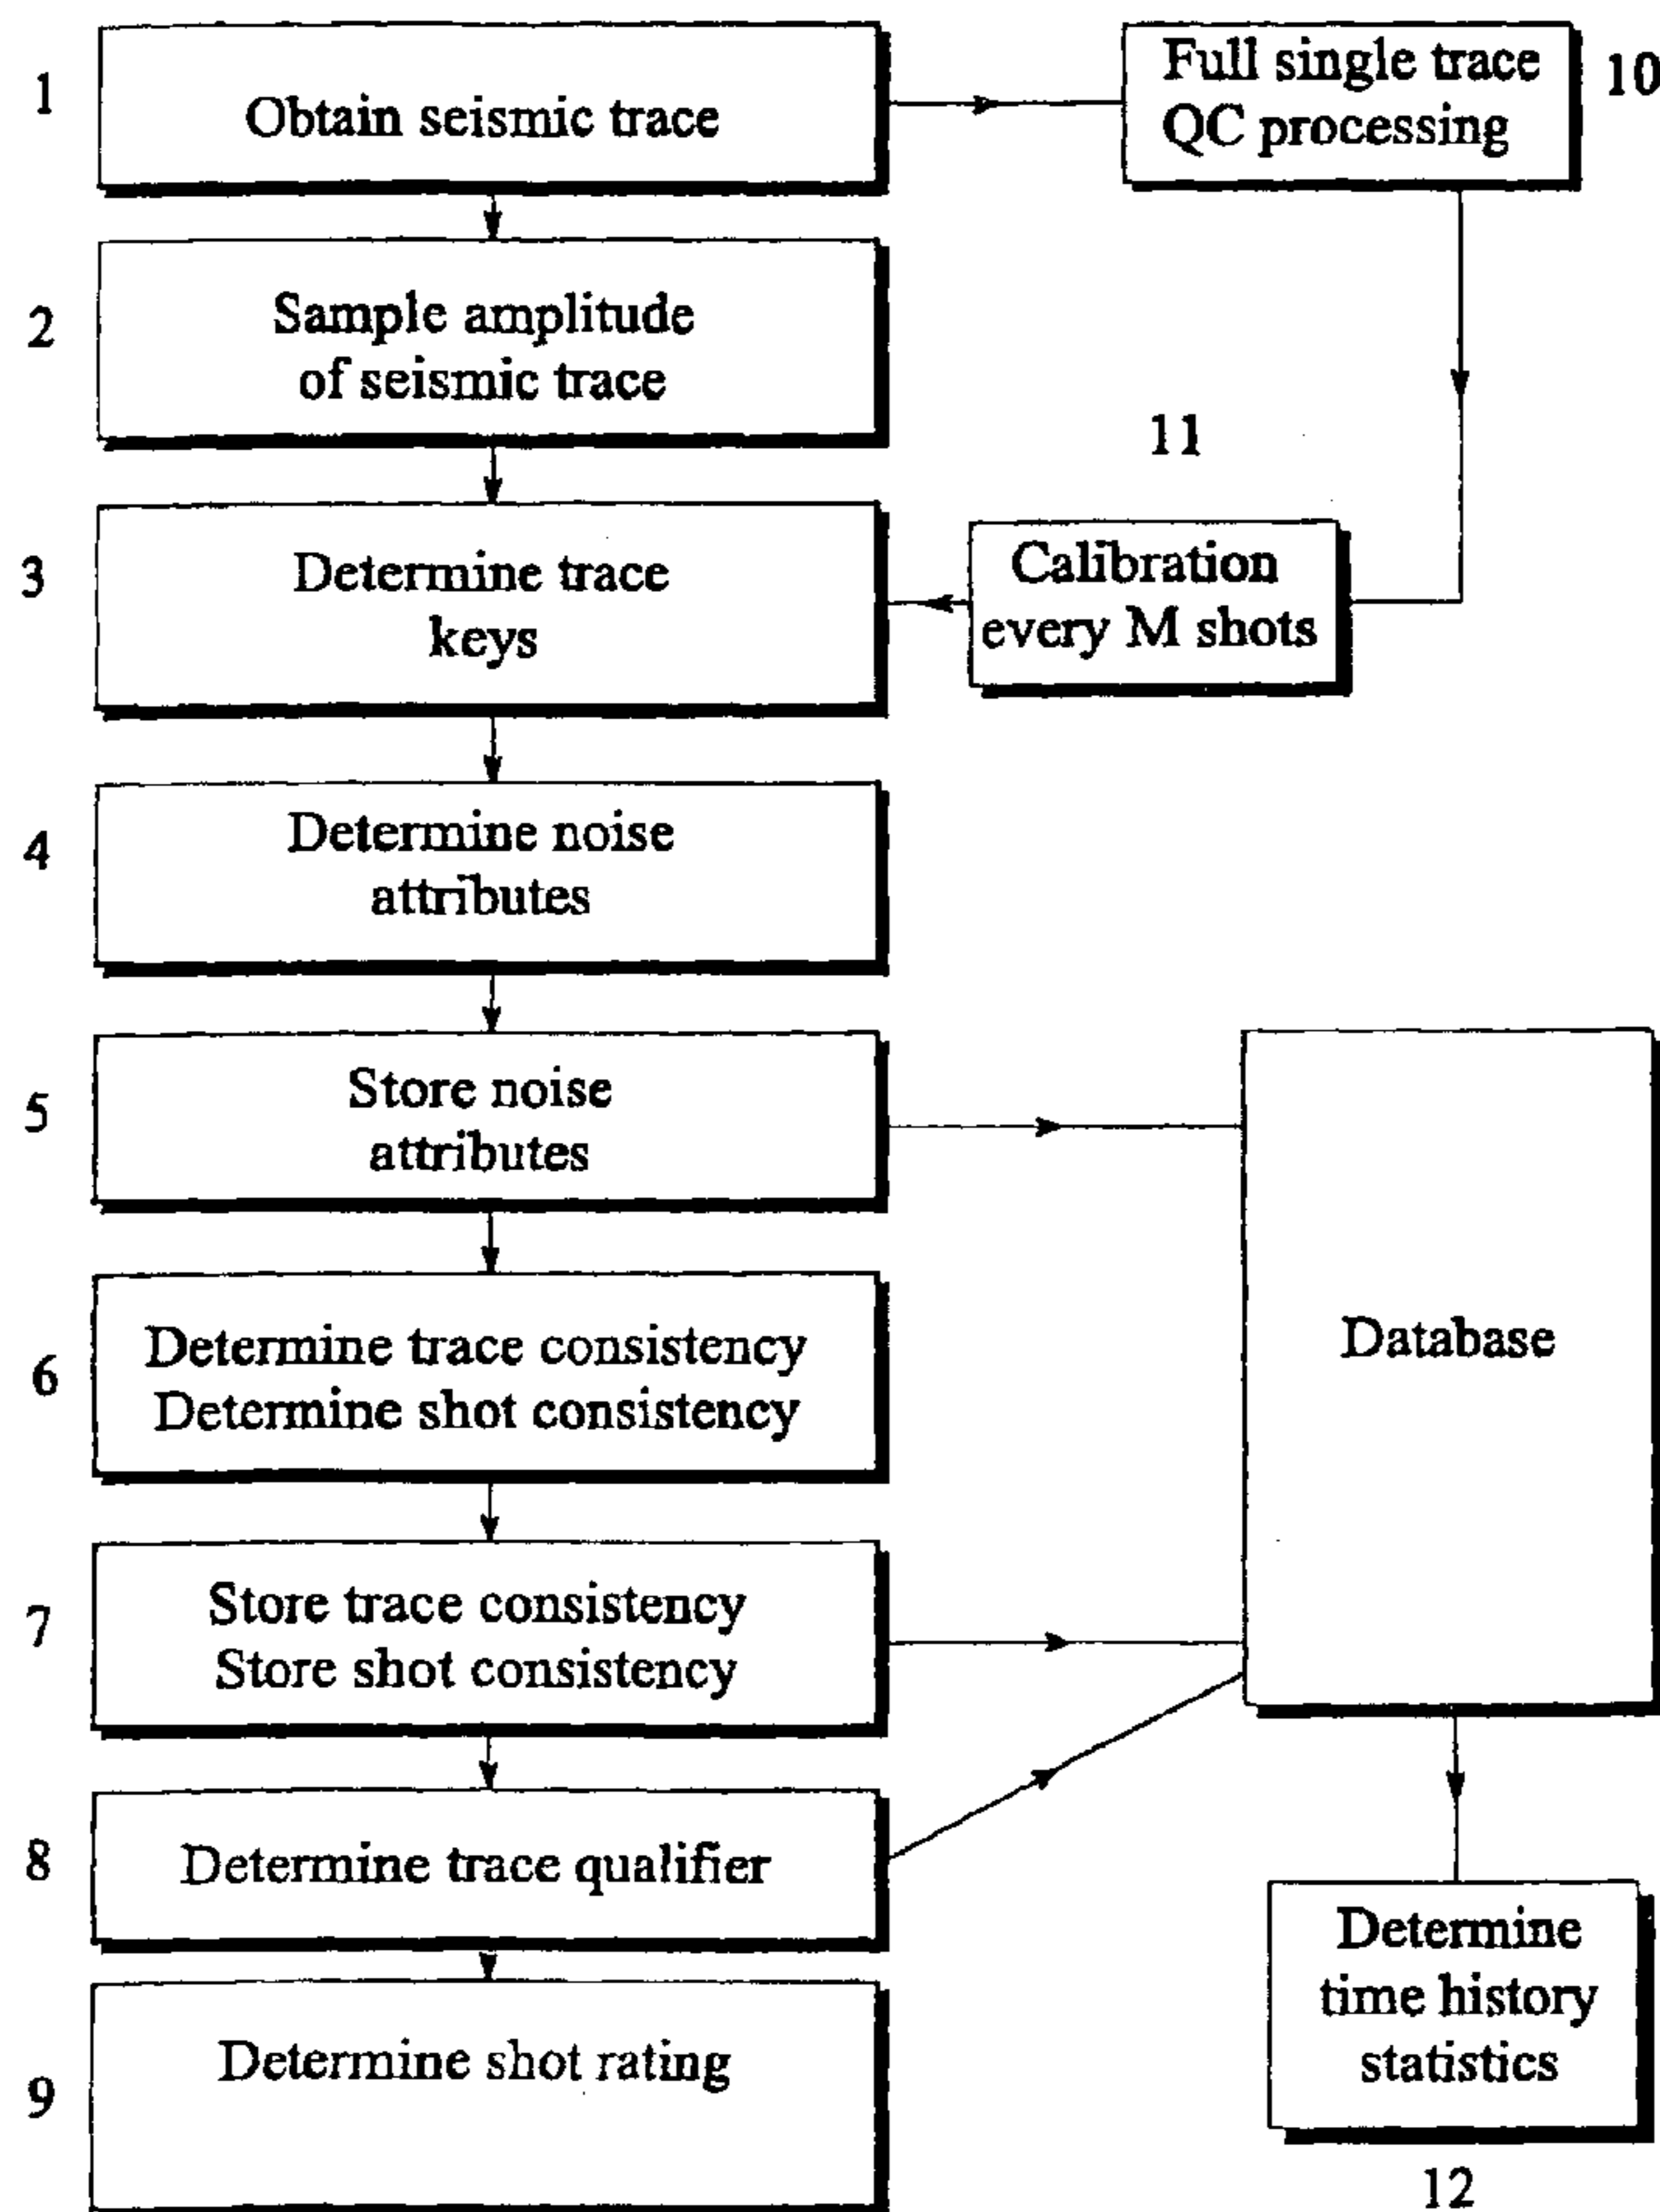 1
Obtain seismic trace
Full single trace
QC processing
10
2
Sample amplitude
of seismic trace
11
3
Determine trace
keys
Calibration
every M shots
4
Determine noise
attributes
5
Store noise
attributes
Database
6
Determine trace consistency
Determine shot consistency
7
Store trace consistency
Store shot consistency
8
Determine trace qualifier
Determine
time history
statistics
9
Determine shot rating
12